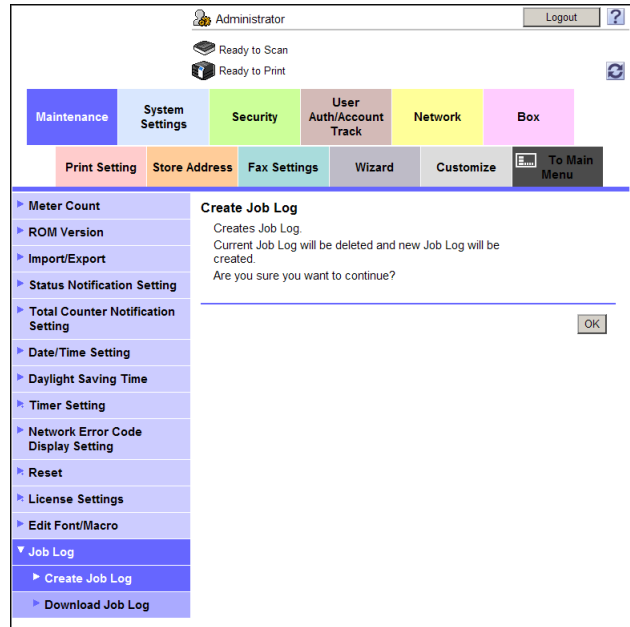 Administrator
Logout
?
Ready to Scan
Ready to Print
Maintenance
System
Settings
Security
User
Auth/Account
Track
Network
Box
Print Setting
Store Address
Fax Settings
Wizard
Customize
To Main
Menu
Meter Count
ROM Version
Import/Export
Status Notification Setting
Total Counter Notification
Setting
Date/Time Setting
Daylight Saving Time
Timer Setting
Network Error Code
Display Setting
Reset
License Settings
Edit Font/Macro
Job Log
Create Job Log
Download Job Log
Create Job Log
Creates Job Log.
Current Job Log will be deleted and new Job Log will be
created.
Are you sure you want to continue?
OK